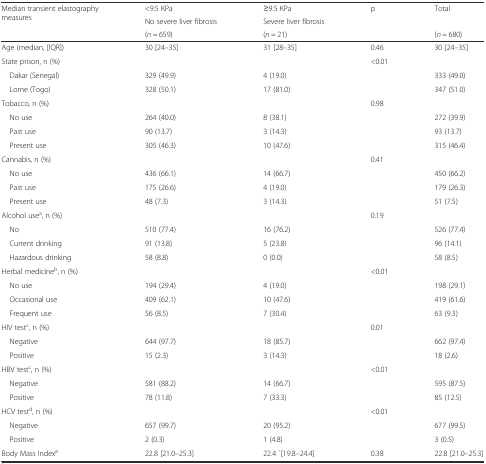 Median transient elastography measures <9.5 KPa ≥9.5 KPa p Total
No severe liver fibrosis Severe liver fibrosis
(n = 659) (n = 21) (n = 680)
Age (median, [IQR]) 30 [24–35] 31 [28–35] 0.46 30 [24–35]
State prison, n (%) <0.01
Dakar (Senegal) 329 (49.9) 4 (19.0) 333 (49.0)
Lome (Togo) 328 (50.1) 17 (81.0) 347 (51.0)
Tobacco, n (%) 0.98
No use 264 (40.0) 8 (38.1) 272 (39.9)
Past use 90 (13.7) 3 (14.3) 93 (13.7)
Present use 305 (46.3) 10 (47.6) 315 (46.4)
Cannabis, n (%) 0.41
No use 436 (66.1) 14 (66.7) 450 (66.2)
Past use 175 (26.6) 4 (19.0) 179 (26.3)
Present use 48 (7.3) 3 (14.3) 51 (7.5)
Alcohol useᵃ, n (%) 0.19
No 510 (77.4) 16 (76.2) 526 (77.4)
Current drinking 91 (13.8) 5 (23.8) 96 (14.1)
Hazardous drinking 58 (8.8) 0 (0.0) 58 (8.5)
Herbal medicineᵇ, n (%) <0.01
No use 194 (29.4) 4 (19.0) 198 (29.1)
Occasional use 409 (62.1) 10 (47.6) 419 (61.6)
Frequent use 56 (8.5) 7 (30.4) 63 (9.3)
HIV testᶜ, n (%) 0.01
Negative 644 (97.7) 18 (85.7) 662 (97.4)
Positive 15 (2.3) 3 (14.3) 18 (2.6)
HBV testᶜ, n (%) <0.01
Negative 581 (88.2) 14 (66.7) 595 (87.5)
Positive 78 (11.8) 7 (33.3) 85 (12.5)
HCV testᵈ, n (%) <0.01
Negative 657 (99.7) 20 (95.2) 677 (99.5)
Positive 2 (0.3) 1 (4.8) 3 (0.5)
Body Mass Indexᵉ 22.8 [21.0–25.3] 22.4 ´[19.8–24.4] 0.38 22.8 [21.0–25.3]